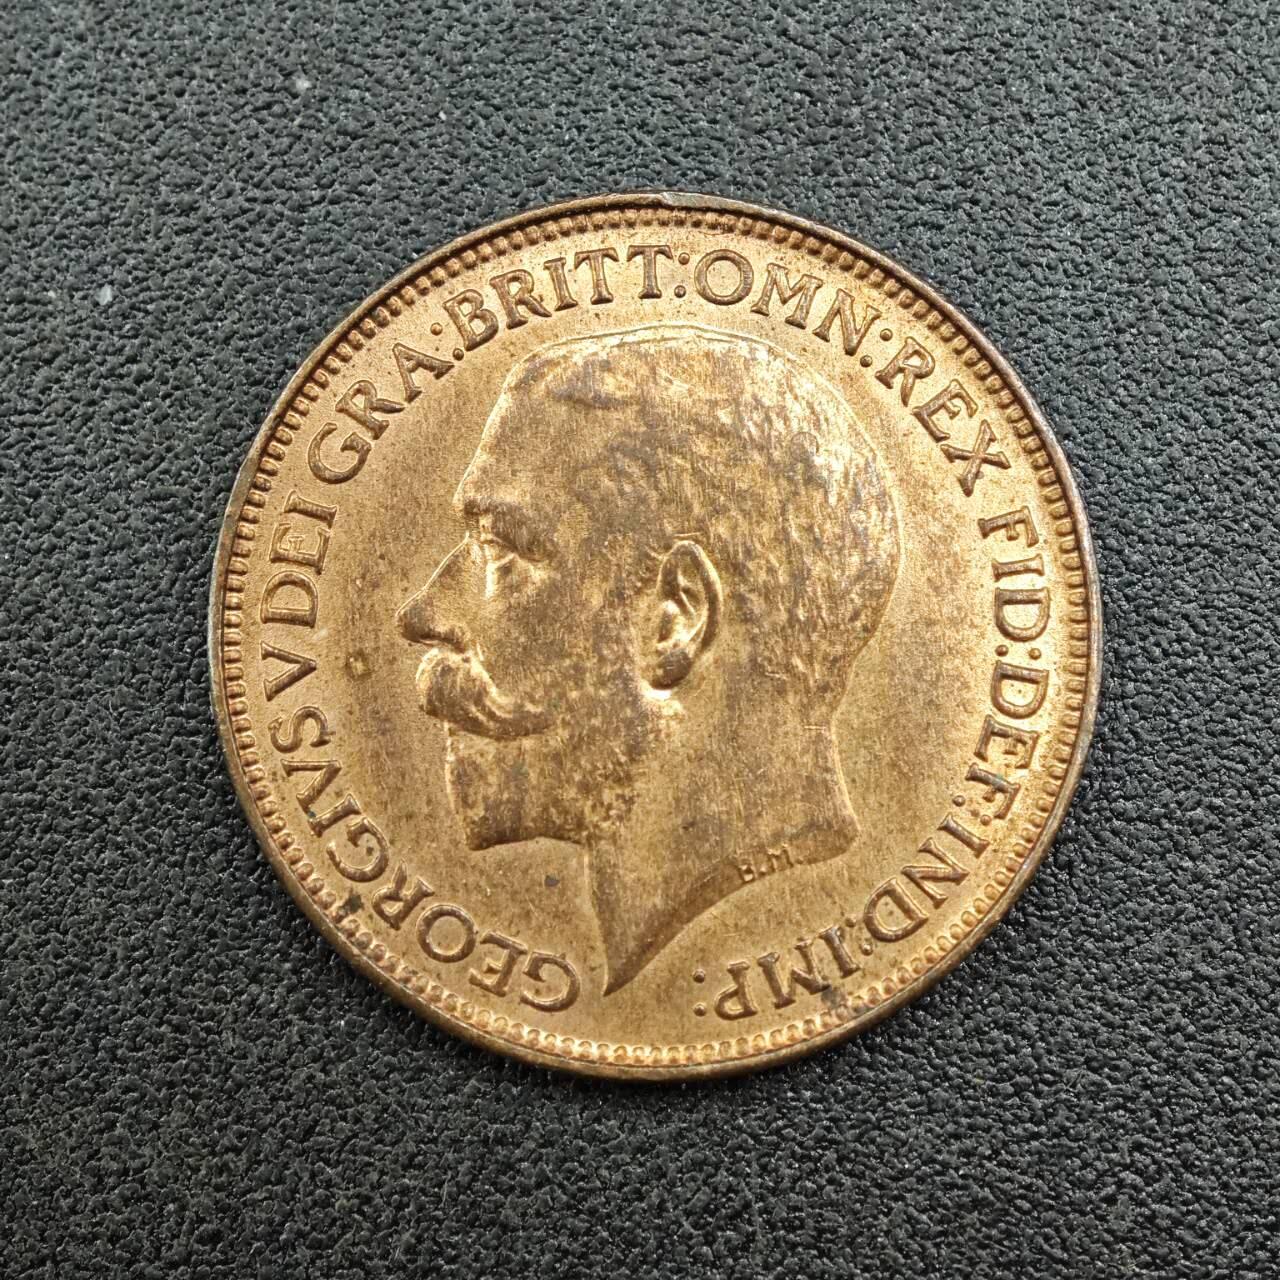 GEORGIVS V DEI GRA: BRITT: OMN: REX FID: DEF: IND: IMP:
B.M.